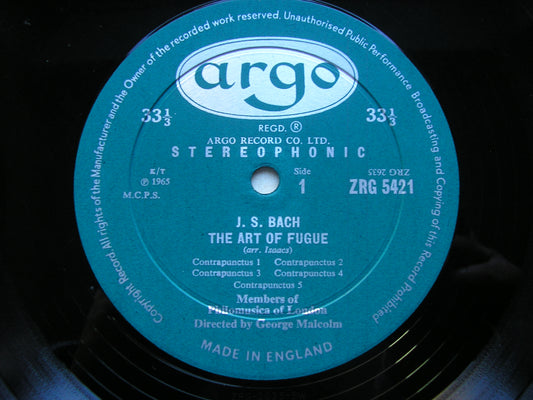 Copyright Record All rights of the Manufacturer and the Owner of the recorded work reserved. Unauthorised Public Performance Broadcasting and Copying of this Record Prohibited
argo
33⅓
33⅓
REGD. ®
ARGO RECORD CO. LTD.
STEREOPHONIC
E/T
Side
ZRG 2635
℗ 1965
1
ZRG 5421
M.C.P.S.
J. S. BACH
THE ART OF FUGUE
(arr. Isaacs)
Contrapunctus 1 Contrapunctus 2
Contrapunctus 3 Contrapunctus 4
Contrapunctus 5
Members of
Philomusica of London
Directed by George Malcolm
MADE IN ENGLAND